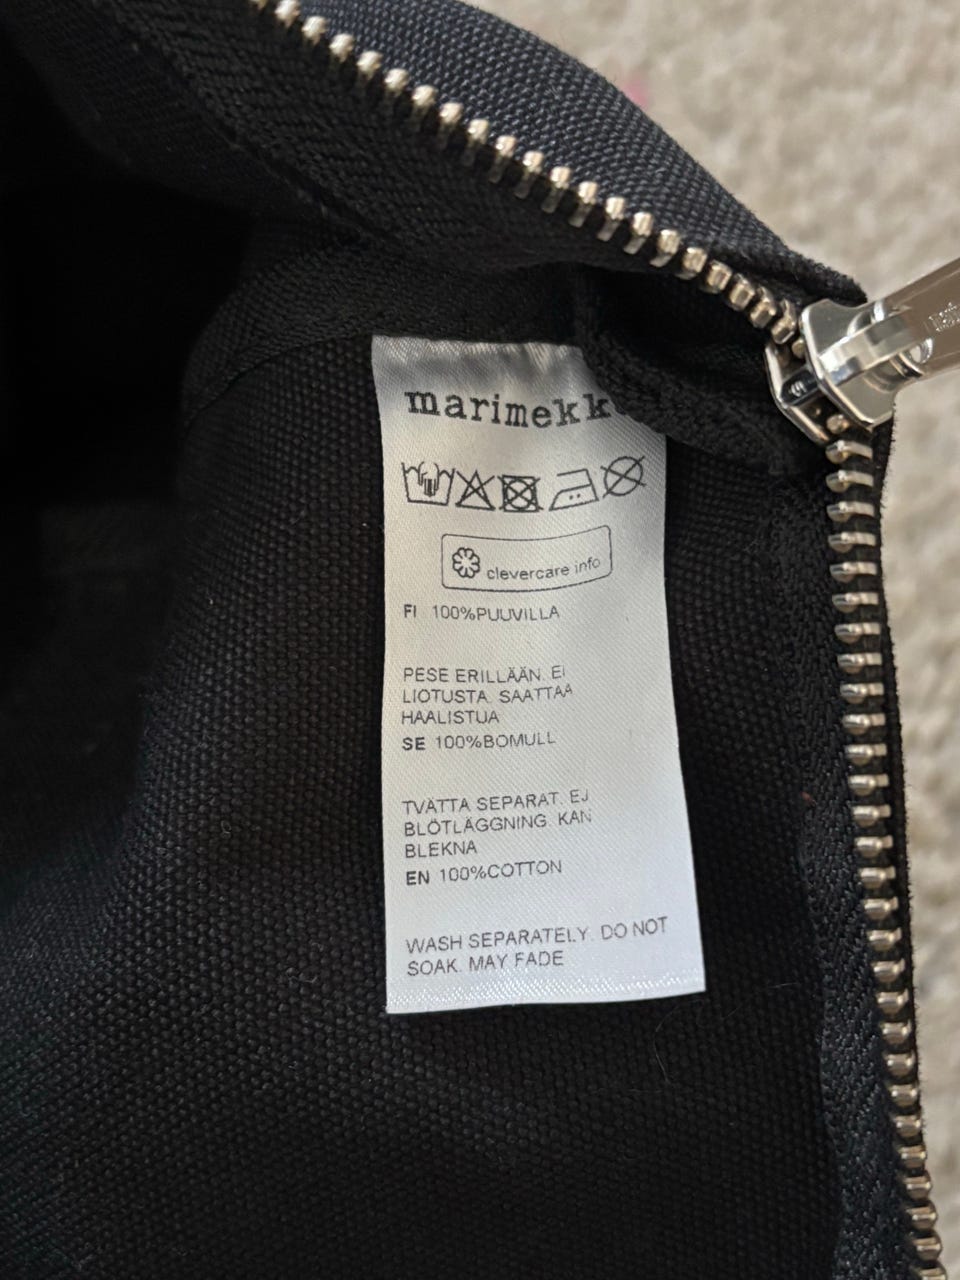 marimekko
clevercare info
FI 100%PUUVILLA
PESE ERILLÄÄN. EI
LIOTUSTA. SAATTAA
HAALISTUA
SE 100%BOMULL
TVÄTTA SEPARAT. EJ
BLÖTLÄGGNING. KAN
BLEKNA
EN 100%COTTON
WASH SEPARATELY. DO NOT
SOAK. MAY FADE